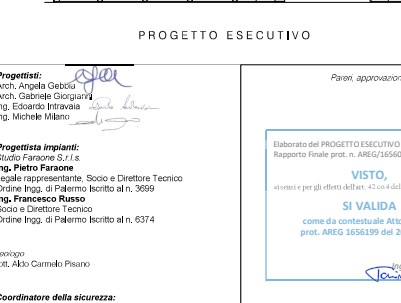 PROGETTO ESECUTIVO
Progettisti:
Arch. Angela Gebbia
Arch. Gabriele Giorgianni
Ing. Edoardo Intravaia
Ing. Michele Milano
Progettista impianti:
Studio Faraone S.r.l.s.
Ing. Pietro Faraone
Legale rappresentante, Socio e Direttore Tecnico
Ordine Ingg. di Palermo Iscritto al n. 3699
Ing. Francesco Russo
Socio e Direttore Tecnico
Ordine Ingg. di Palermo Iscritto al n. 6374
Geologo
Dott. Aldo Carmelo Pisano
Coordinatore della sicurezza:
Pareri, approvazion
Elaborato del PROGETTO ESECUTIVO
Rapporto Finale prot. n. AREG/16560
VISTO,
ai sensi e per gli effetti dell'art. 42 co.4 del
SI VALIDA
come da contestuale Atto
prot. AREG 1656199 del 2
Ing